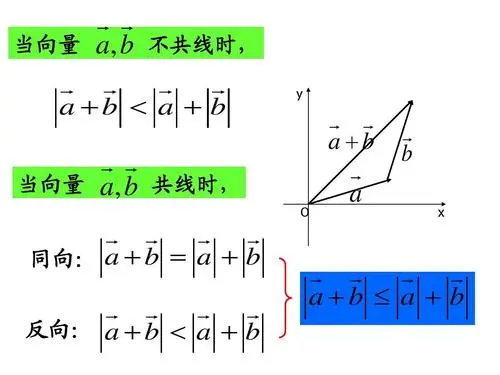 当向量 $\vec{a},\vec{b}$ 不共线时，
$|\vec{a}+\vec{b}|<|\vec{a}|+|\vec{b}|$
y
$\vec{a}+\vec{b}$
$\vec{b}$
$\vec{a}$
O
x
当向量 $\vec{a},\vec{b}$ 共线时，
同向： $|\vec{a}+\vec{b}|=|\vec{a}|+|\vec{b}|$
反向： $|\vec{a}+\vec{b}|<|\vec{a}|+|\vec{b}|$
$|\vec{a}+\vec{b}|\leq|\vec{a}|+|\vec{b}|$